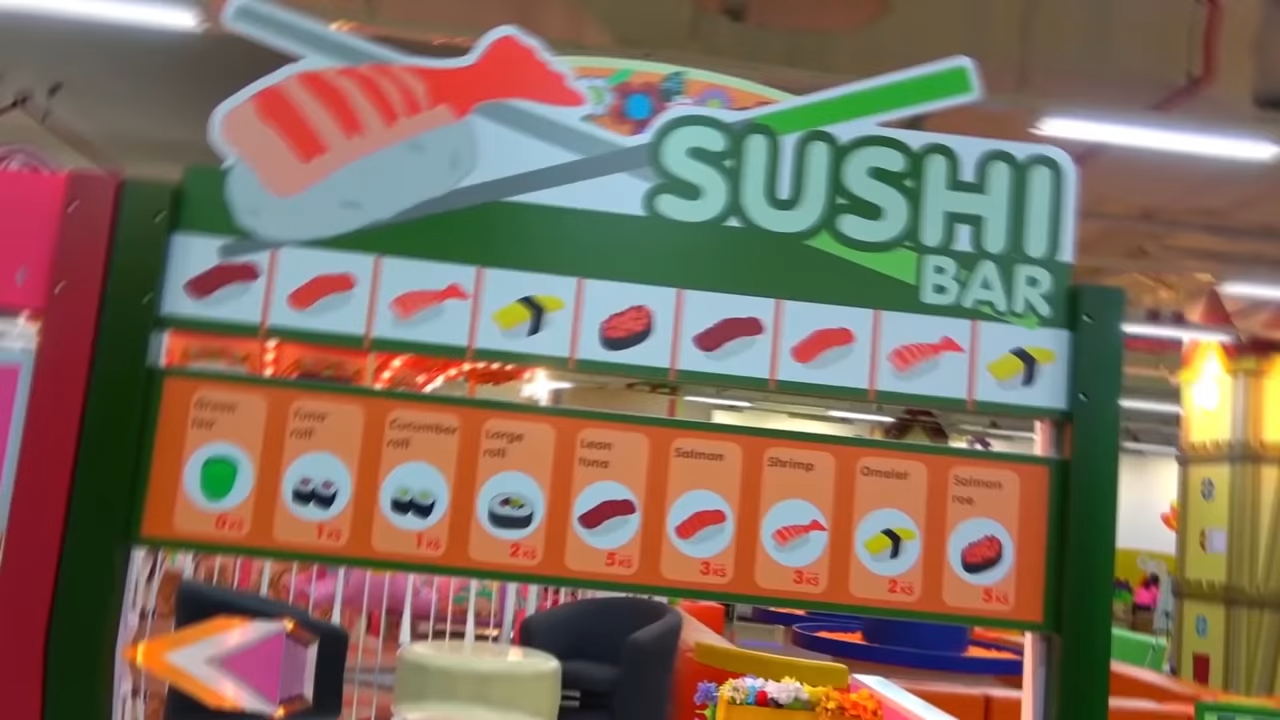 SUSHI
BAR
Green
tea
0 KS
Tuna
roll
1 KS
Cucumber
roll
1 KS
Large
roll
2 KS
Lean
tuna
5 KS
Salmon
3 KS
Shrimp
3 KS
Omelet
2 KS
Salmon
roe
5 KS